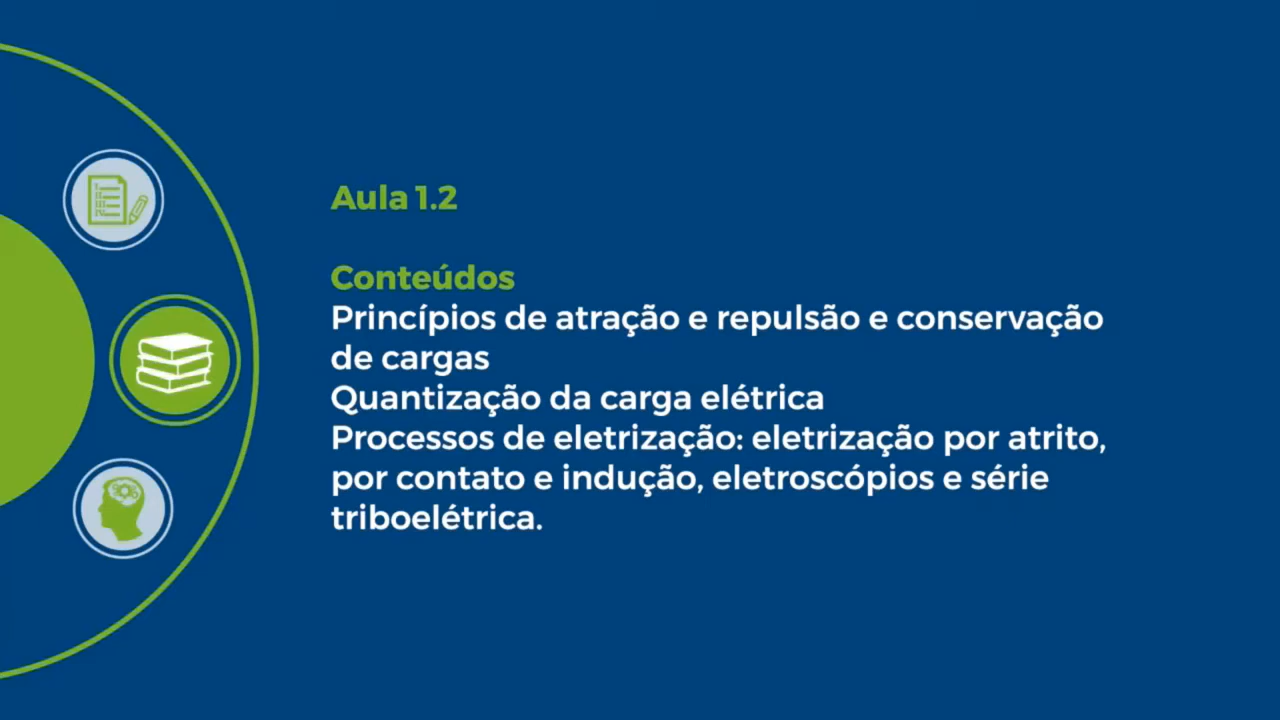 Aula 1.2
Conteúdos
Princípios de atração e repulsão e conservação
de cargas
Quantização da carga elétrica
Processos de eletrização: eletrização por atrito,
por contato e indução, eletroscópios e série
triboelétrica.